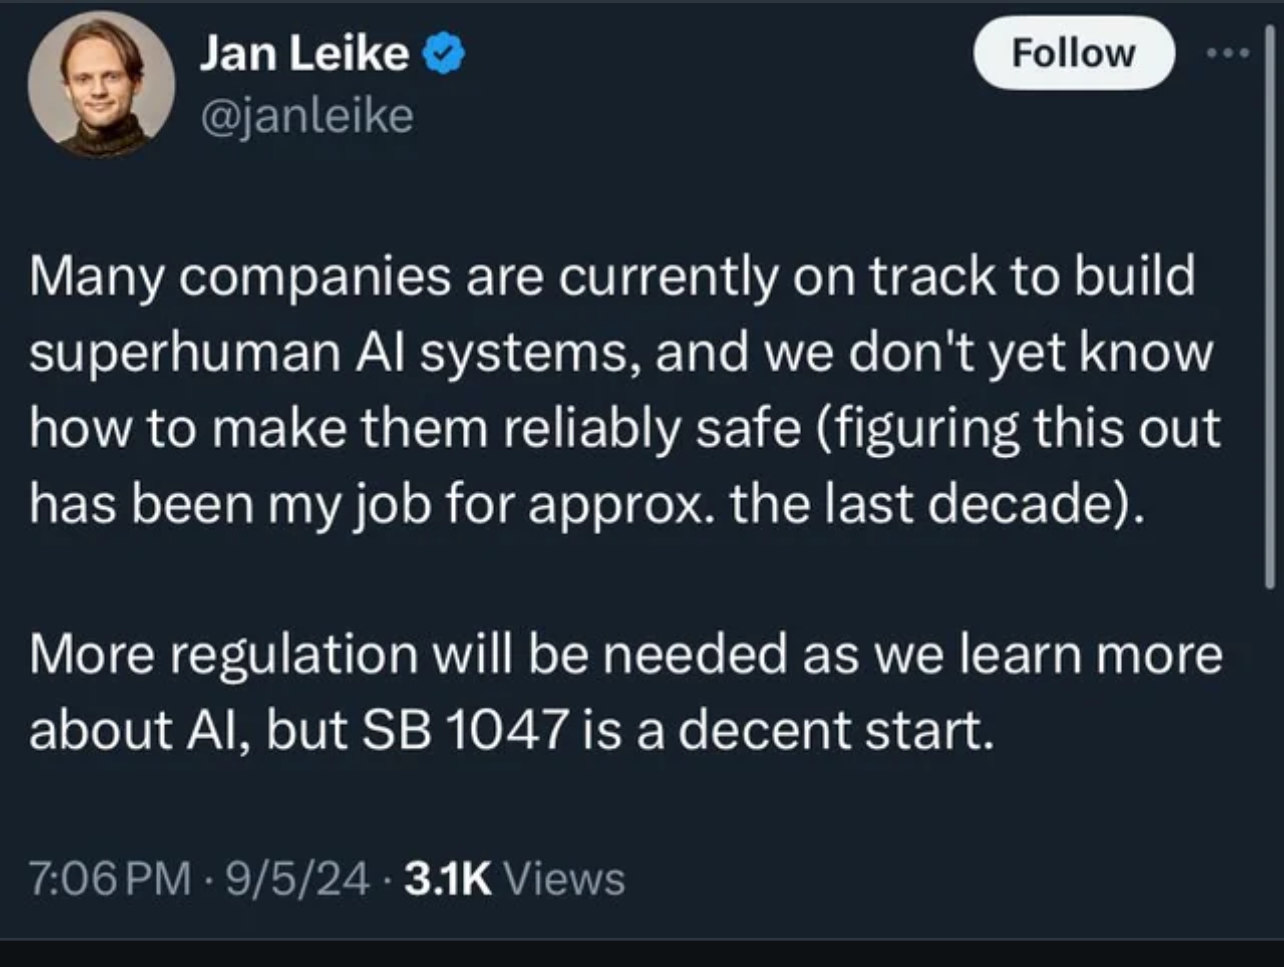 Jan Leike
Follow
@janleike
Many companies are currently on track to build
superhuman AI systems, and we don't yet know
how to make them reliably safe (figuring this out
has been my job for approx. the last decade).
More regulation will be needed as we learn more
about AI, but SB 1047 is a decent start.
7:06 PM · 9/5/24 · 3.1K Views